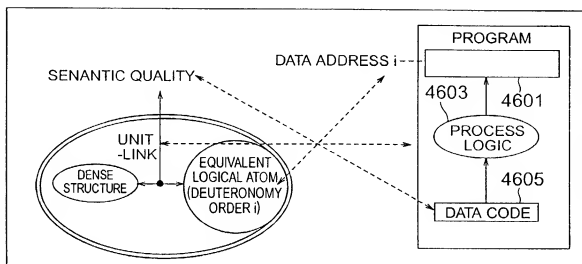 PROGRAM
DATA ADDRESS i
SENANTIC QUALITY
4603
4601
UNIT
-LINK
PROCESS
LOGIC
EQUIVALENT
LOGICAL ATOM
(DEUTERONOMY
ORDER i)
DENSE
STRUCTURE
4605
DATA CODE